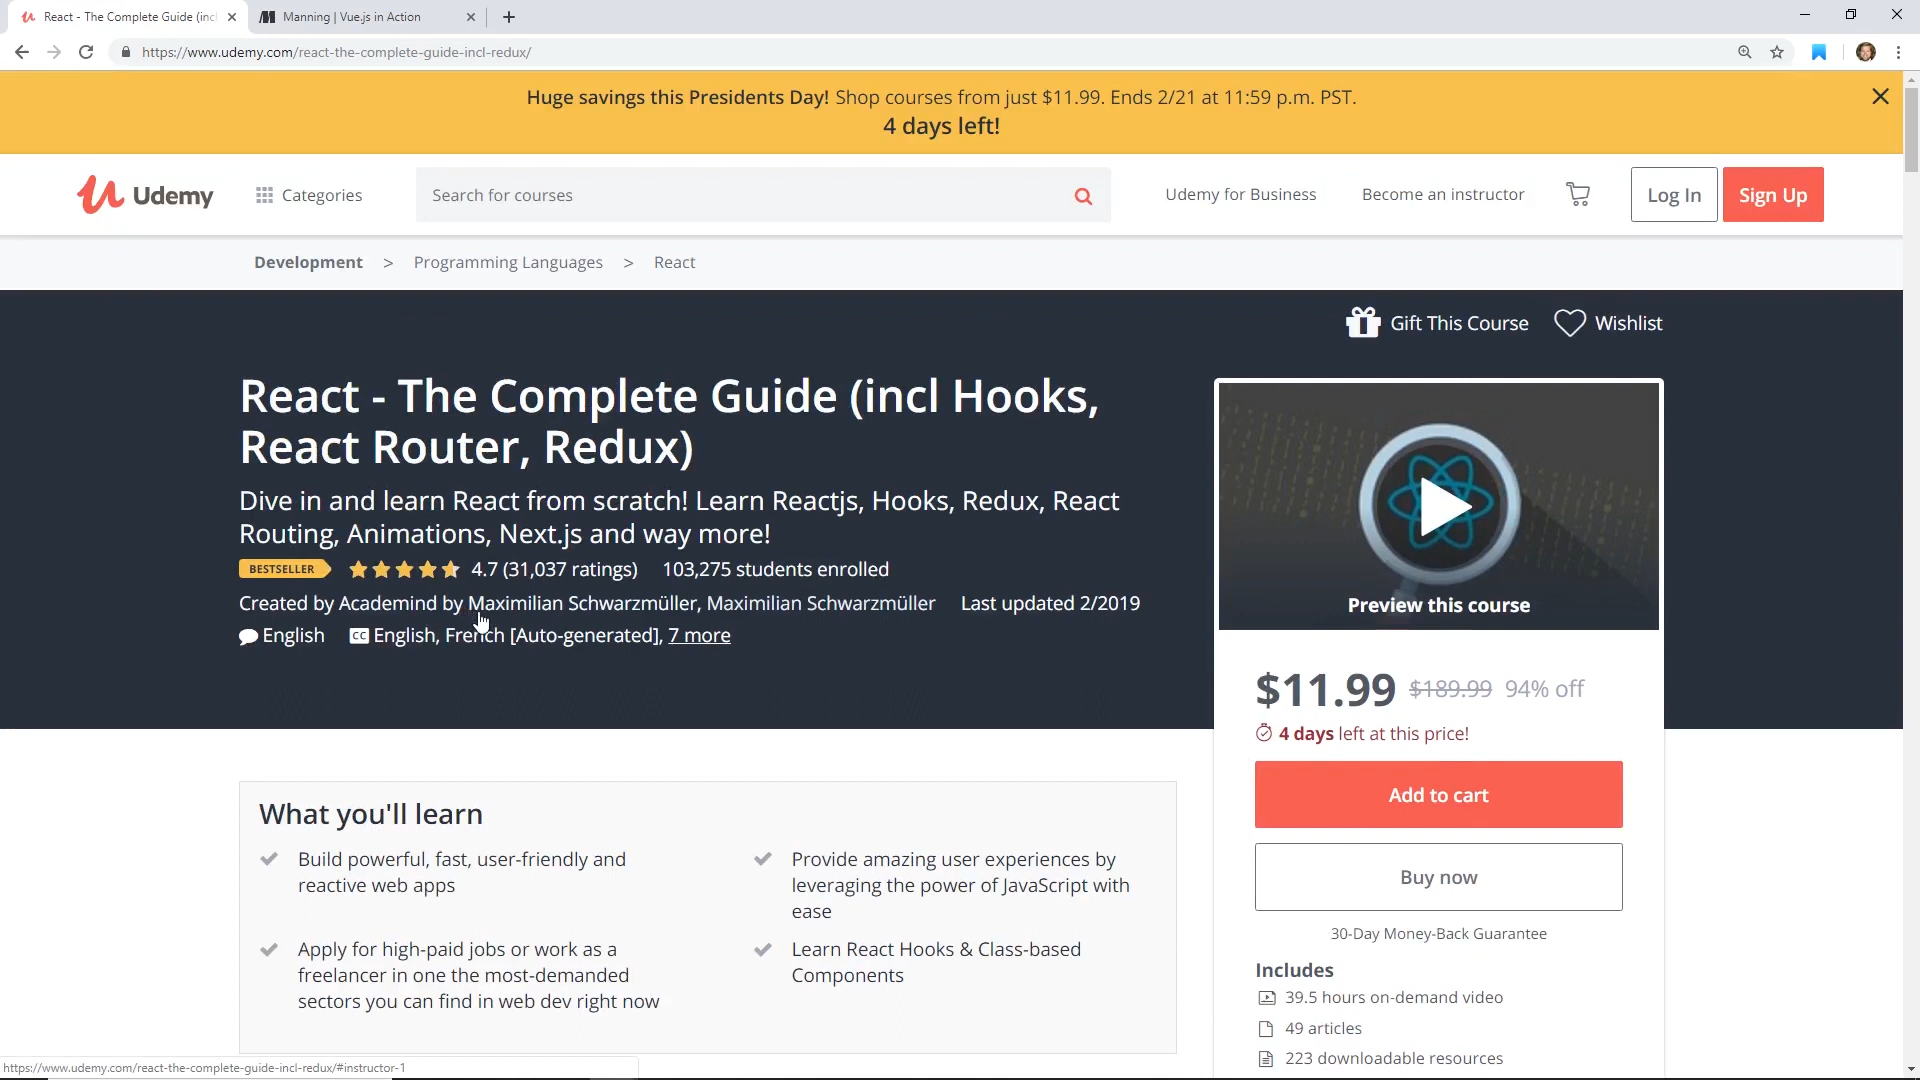 React - The Complete Guide (incl
Manning | Vue.js in Action
https://www.udemy.com/react-the-complete-guide-incl-redux/
Huge savings this Presidents Day! Shop courses from just $11.99. Ends 2/21 at 11:59 p.m. PST.
4 days left!
Udemy
Categories
Search for courses
Udemy for Business
Become an instructor
Log In
Sign Up
Development > Programming Languages > React
Gift This Course
Wishlist
React - The Complete Guide (incl Hooks,
React Router, Redux)
Dive in and learn React from scratch! Learn Reactjs, Hooks, Redux, React
Routing, Animations, Next.js and way more!
BESTSELLER 4.7 (31,037 ratings) 103,275 students enrolled
Created by Academind by Maximilian Schwarzmüller, Maximilian Schwarzmüller Last updated 2/2019
English CC English, French [Auto-generated], 7 more
Preview this course
$11.99 $189.99 94% off
4 days left at this price!
Add to cart
Buy now
30-Day Money-Back Guarantee
Includes
39.5 hours on-demand video
49 articles
223 downloadable resources
What you'll learn
Build powerful, fast, user-friendly and
reactive web apps
Provide amazing user experiences by
leveraging the power of JavaScript with
ease
Apply for high-paid jobs or work as a
freelancer in one the most-demanded
sectors you can find in web dev right now
Learn React Hooks & Class-based
Components
https://www.udemy.com/react-the-complete-guide-incl-redux/#instructor-1